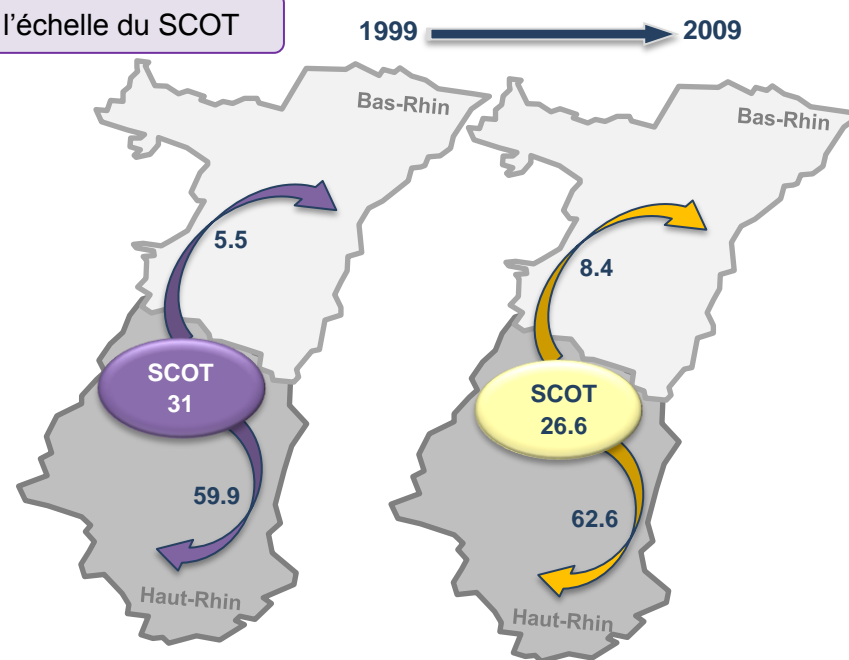 l’échelle du SCOT
1999
2009
Bas-Rhin
5.5
SCOT
31
59.9
Haut-Rhin
Bas-Rhin
8.4
SCOT
26.6
62.6
Haut-Rhin